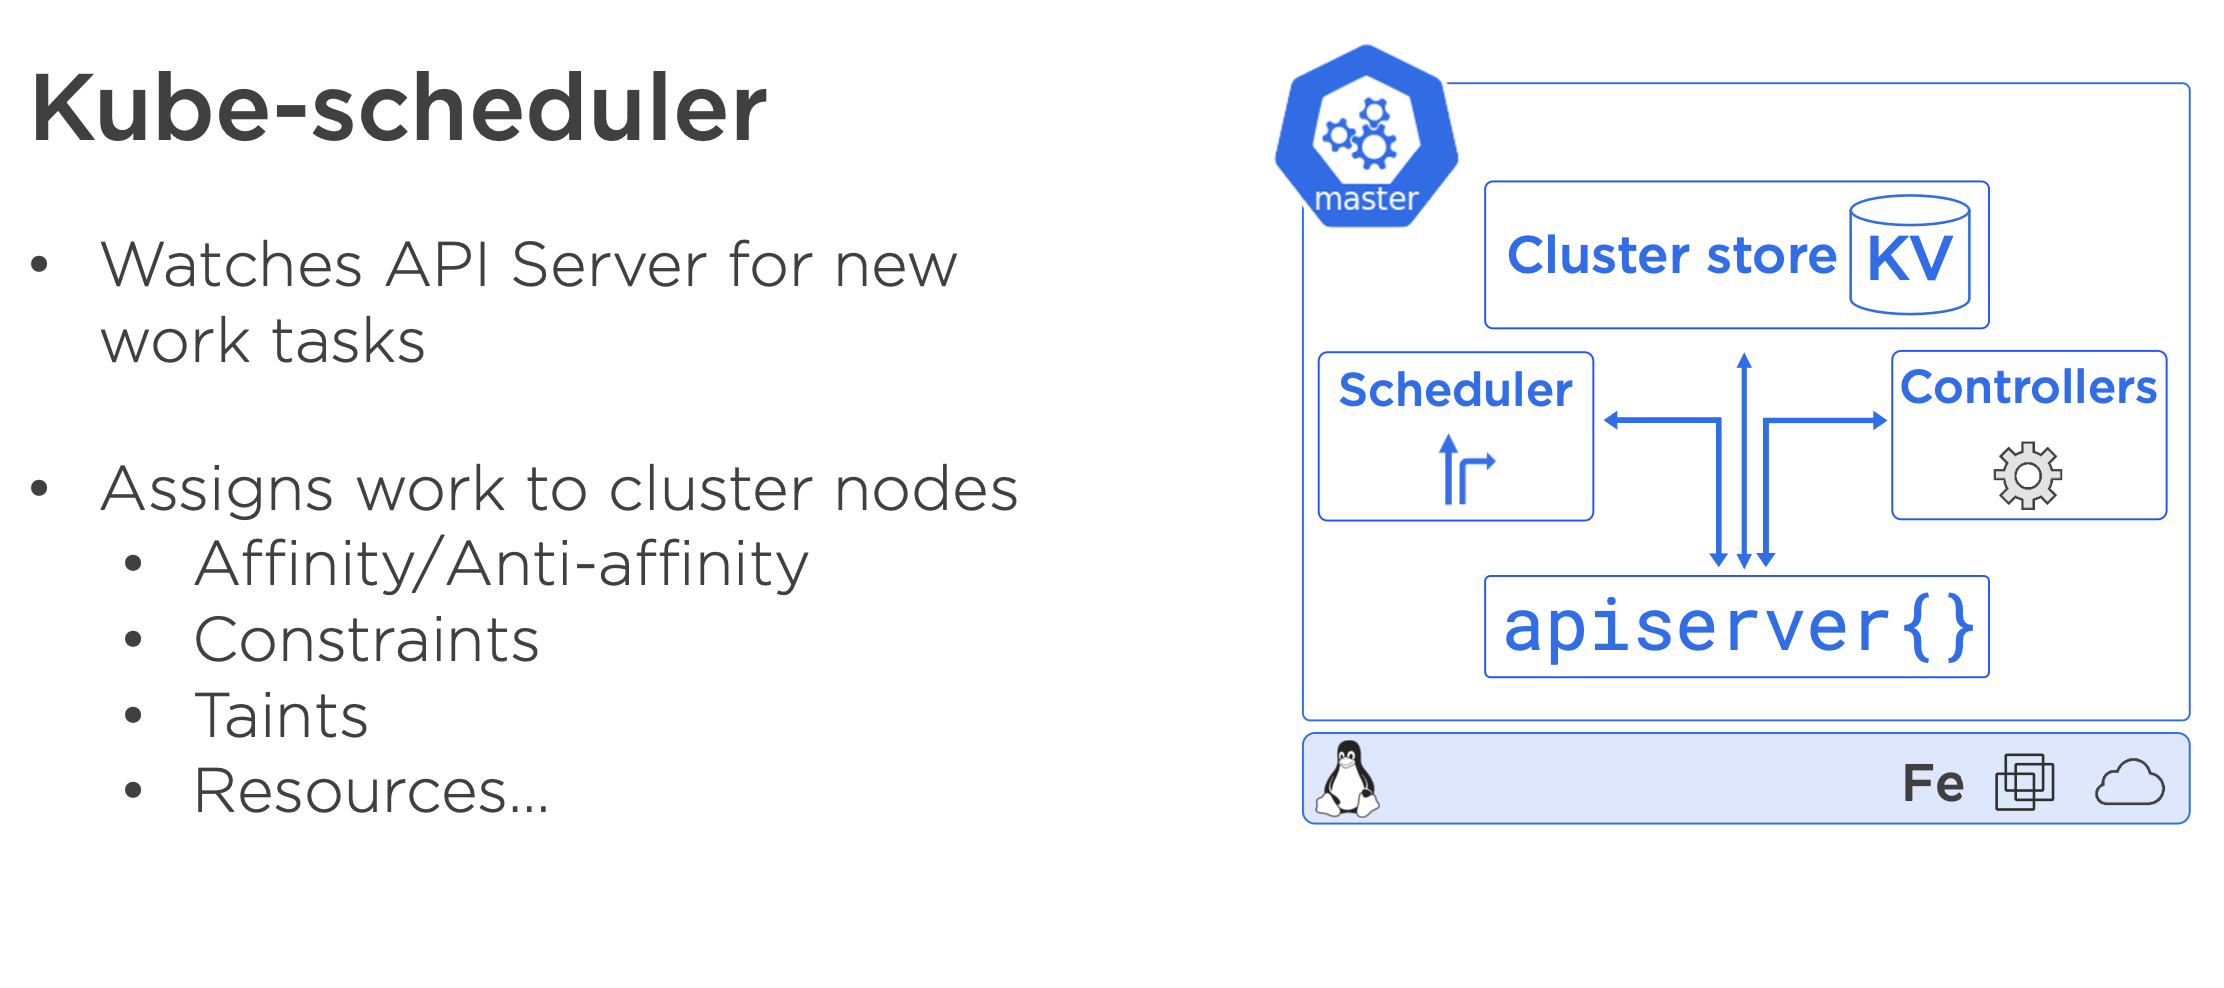 Kube-scheduler
• Watches API Server for new
work tasks
• Assigns work to cluster nodes
• Affinity/Anti-affinity
• Constraints
• Taints
• Resources...
master
Cluster store KV
Scheduler
Controllers
apiserver{}
Fe